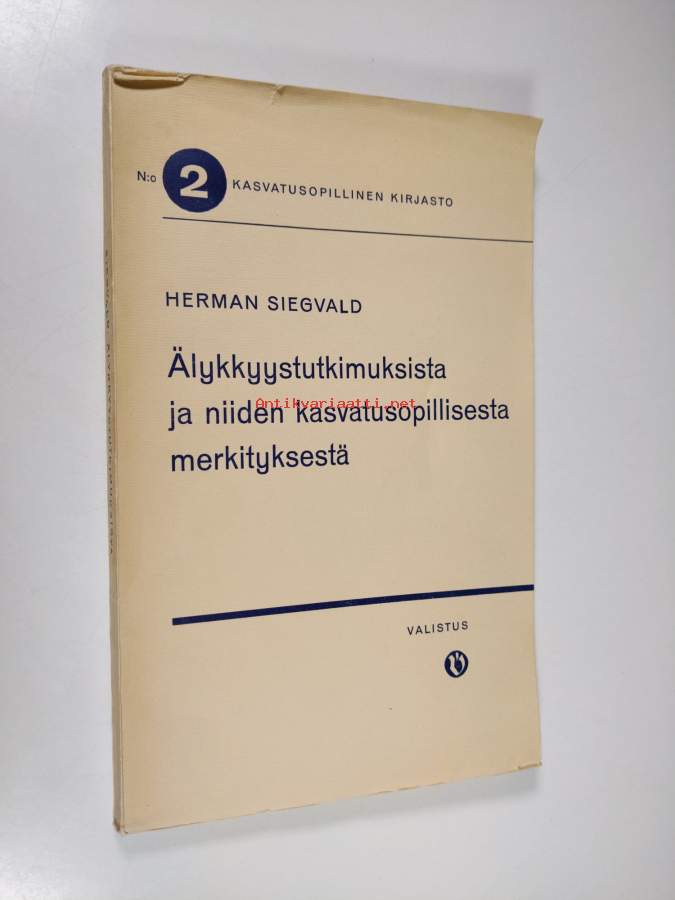 N:o 2 KASVATUSOPILLINEN KIRJASTO
HERMAN SIEGVALD
Älykkyystutkimuksista
ja niiden kasvatusopillisesta
merkityksestä
Antikvariaatti.net
VALISTUS